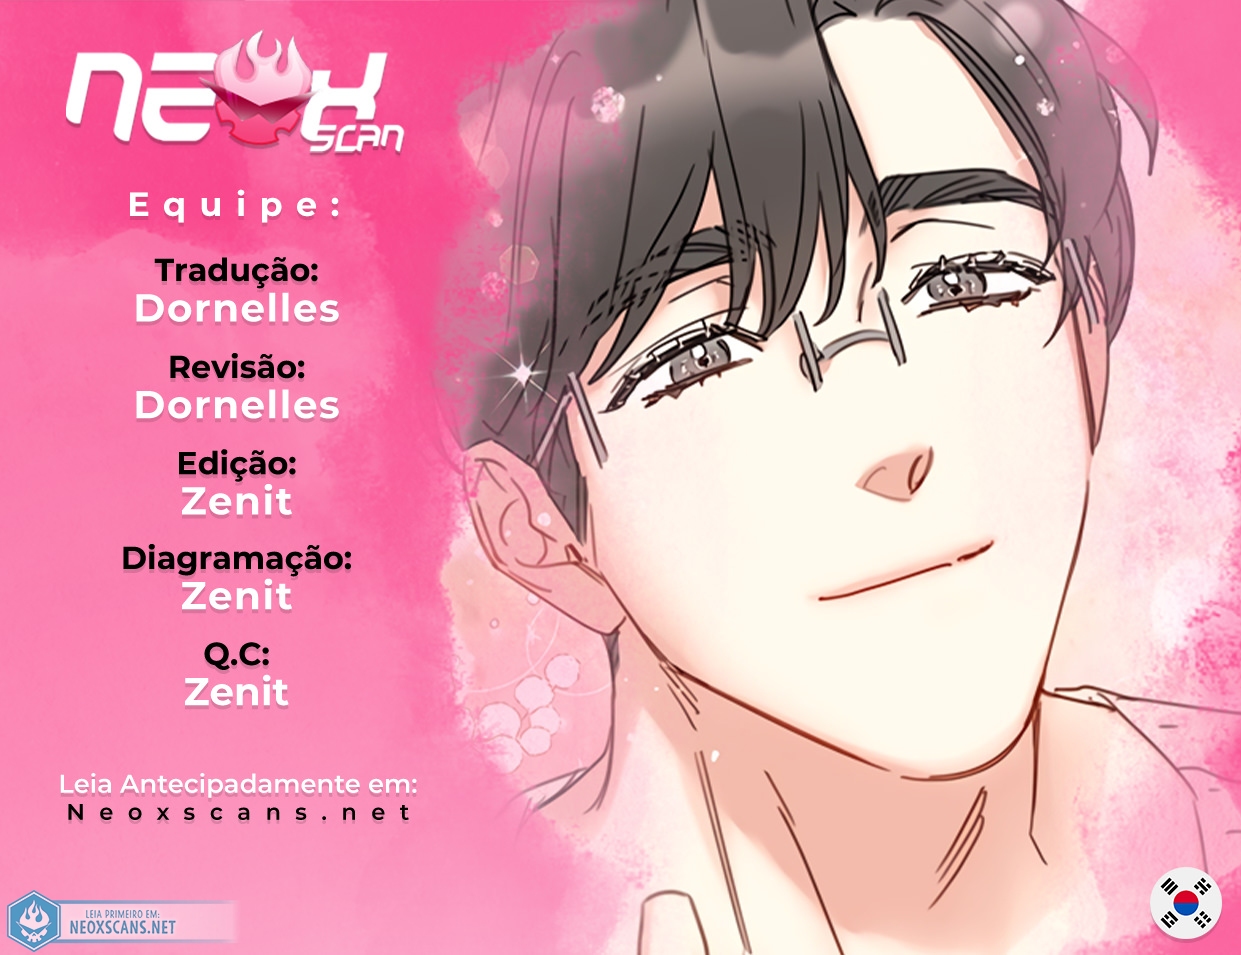 NEOX
SCAN
Equipe:
Tradução:
Dornelles
Revisão:
Dornelles
Edição:
Zenit
Diagramação:
Zenit
Q.C:
Zenit
Leia Antecipadamente em:
Neoxscans.net
LEIA PRIMEIRO EM:
NEOXSCANS.NET